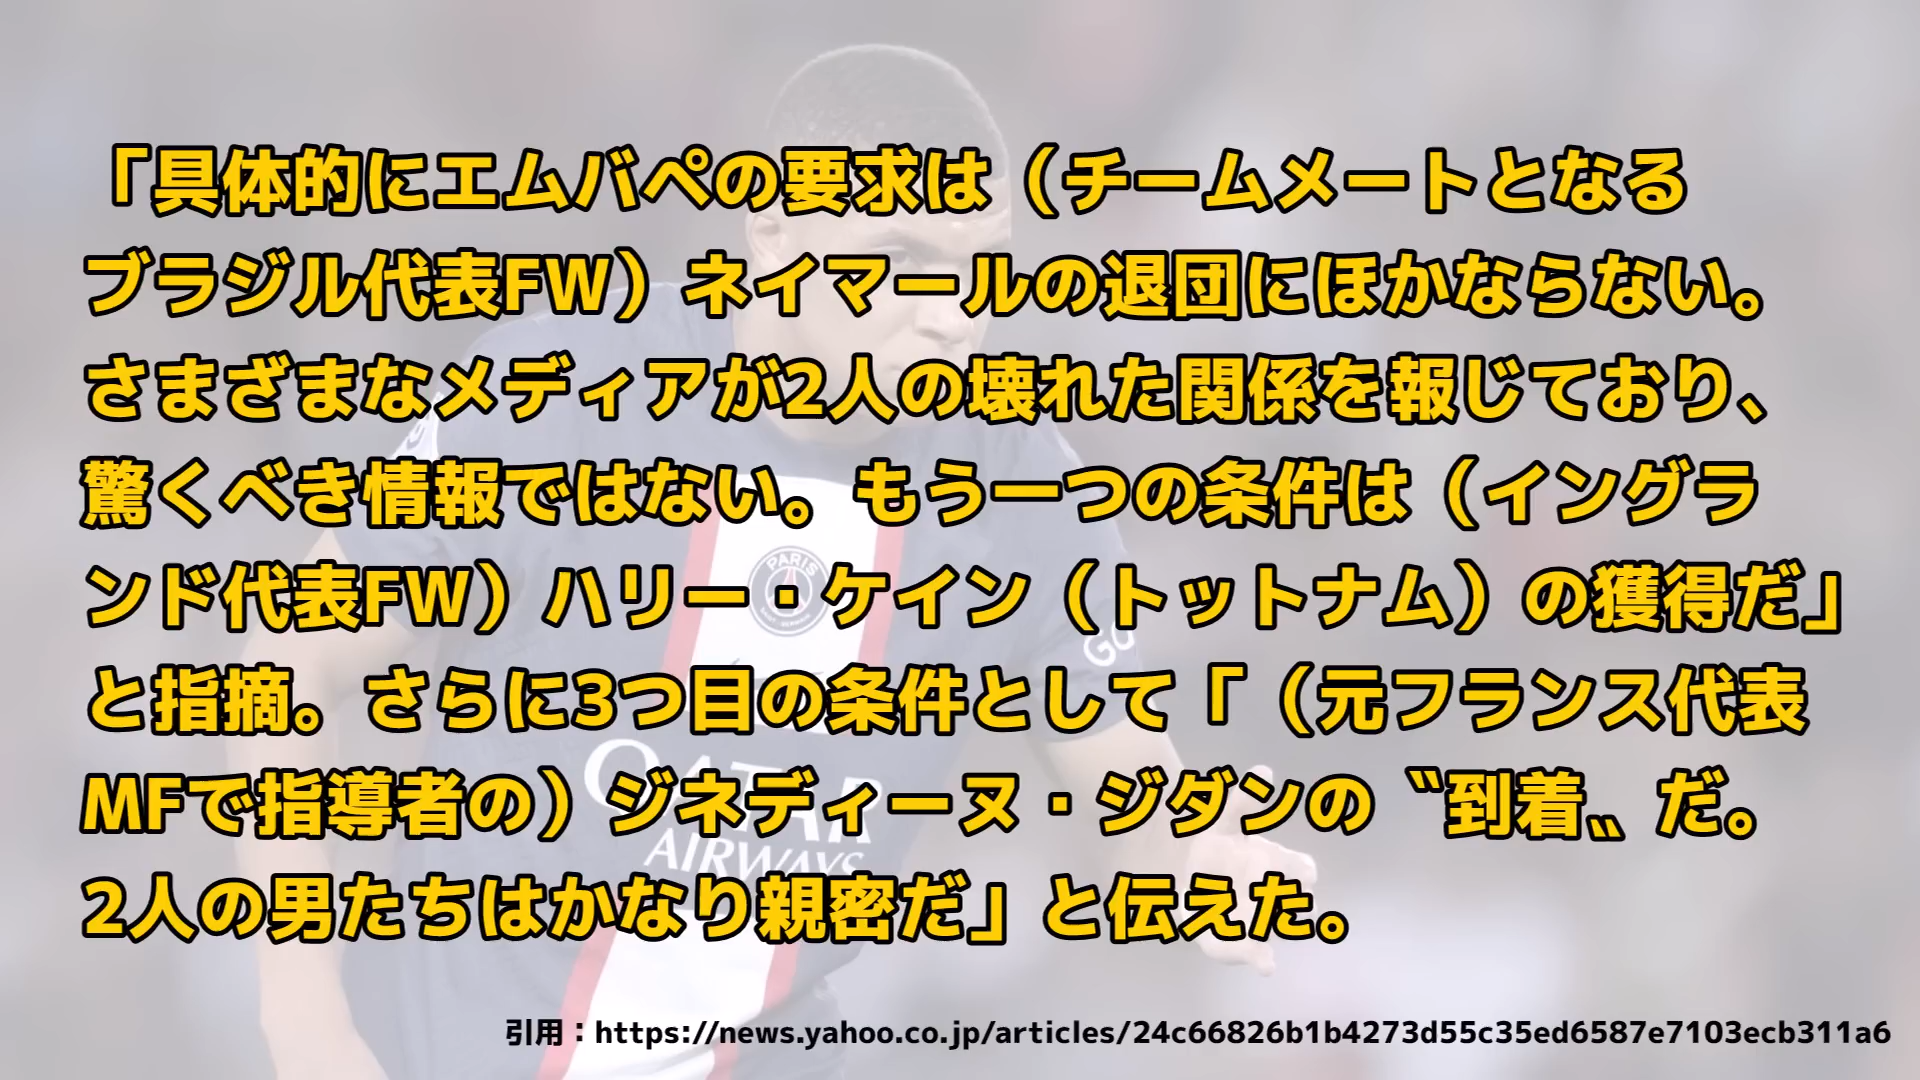 「具体的にエムバペの要求は（チームメートとなる
ブラジル代表FW）ネイマールの退団にほかならない。
さまざまなメディアが2人の壊れた関係を報じており、
驚くべき情報ではない。もう一つの条件は（イングラ
ンド代表FW）ハリー・ケイン（トットナム）の獲得だ」
と指摘。さらに3つ目の条件として「（元フランス代表
MFで指導者の）ジネディーヌ・ジダンの〝到着〟だ。
2人の男たちはかなり親密だ」と伝えた。
PARIS
SAINT-GERMAIN
GO
QATAR
AIRWAYS
引用：https://news.yahoo.co.jp/articles/24c66826b1b4273d55c35ed6587e7103ecb311a6